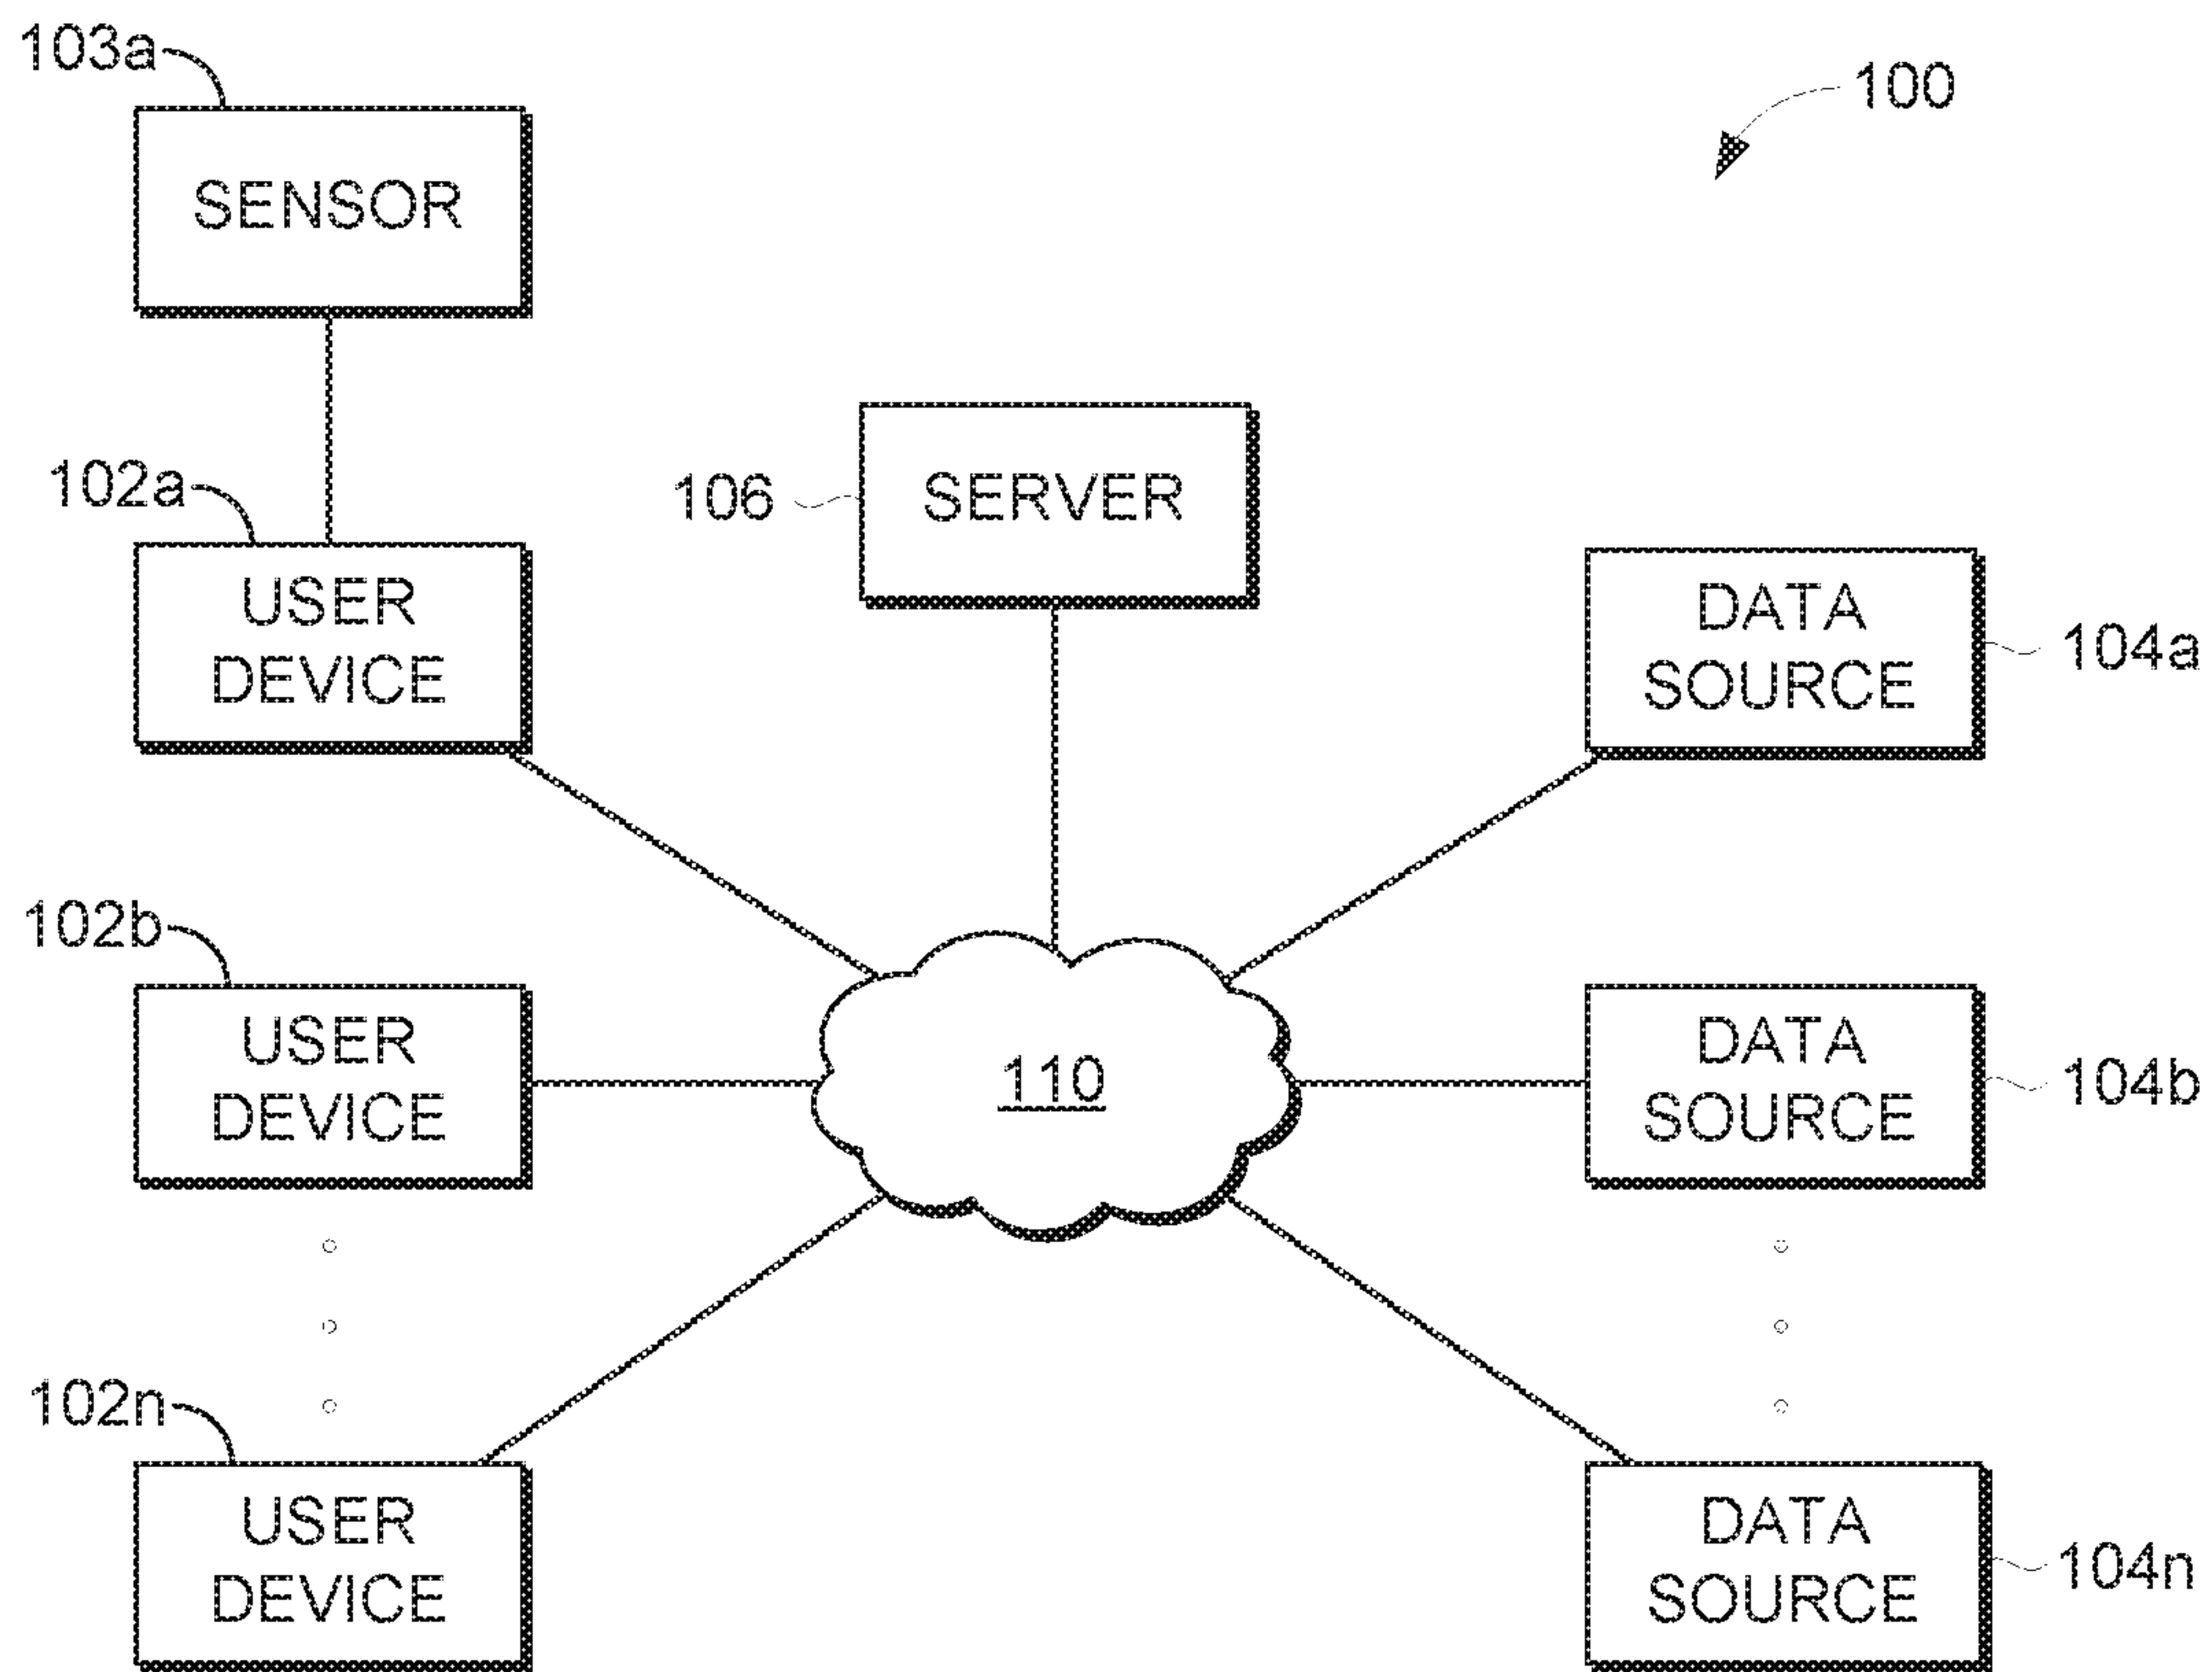 103a
100
SENSOR
102a
106
SERVER
USER
DEVICE
DATA
SOURCE
104a
102b
USER
DEVICE
110
DATA
SOURCE
104b
102n
USER
DEVICE
DATA
SOURCE
104n